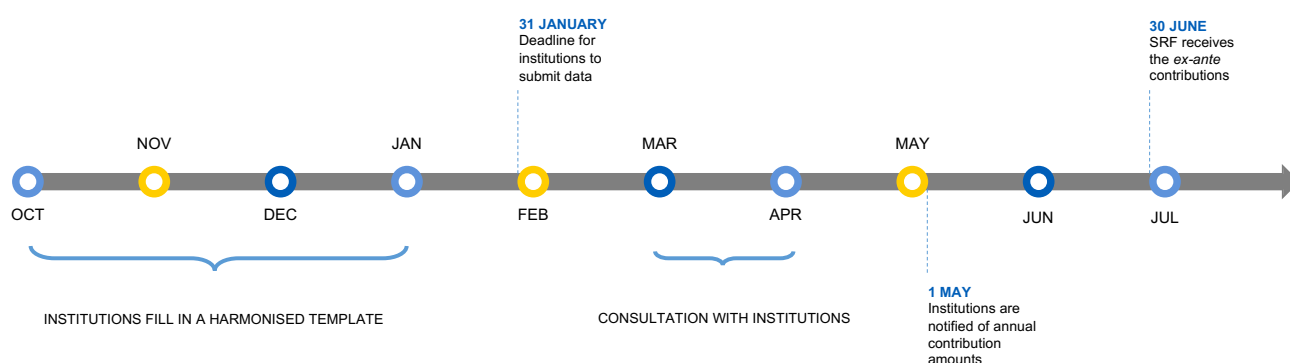 31 JANUARY
Deadline for
institutions to
submit data
30 JUNE
SRF receives
the ex-ante
contributions
NOV
JAN
MAR
MAY
OCT
DEC
FEB
APR
JUN
JUL
INSTITUTIONS FILL IN A HARMONISED TEMPLATE
CONSULTATION WITH INSTITUTIONS
1 MAY
Institutions are
notified of annual
contribution
amounts